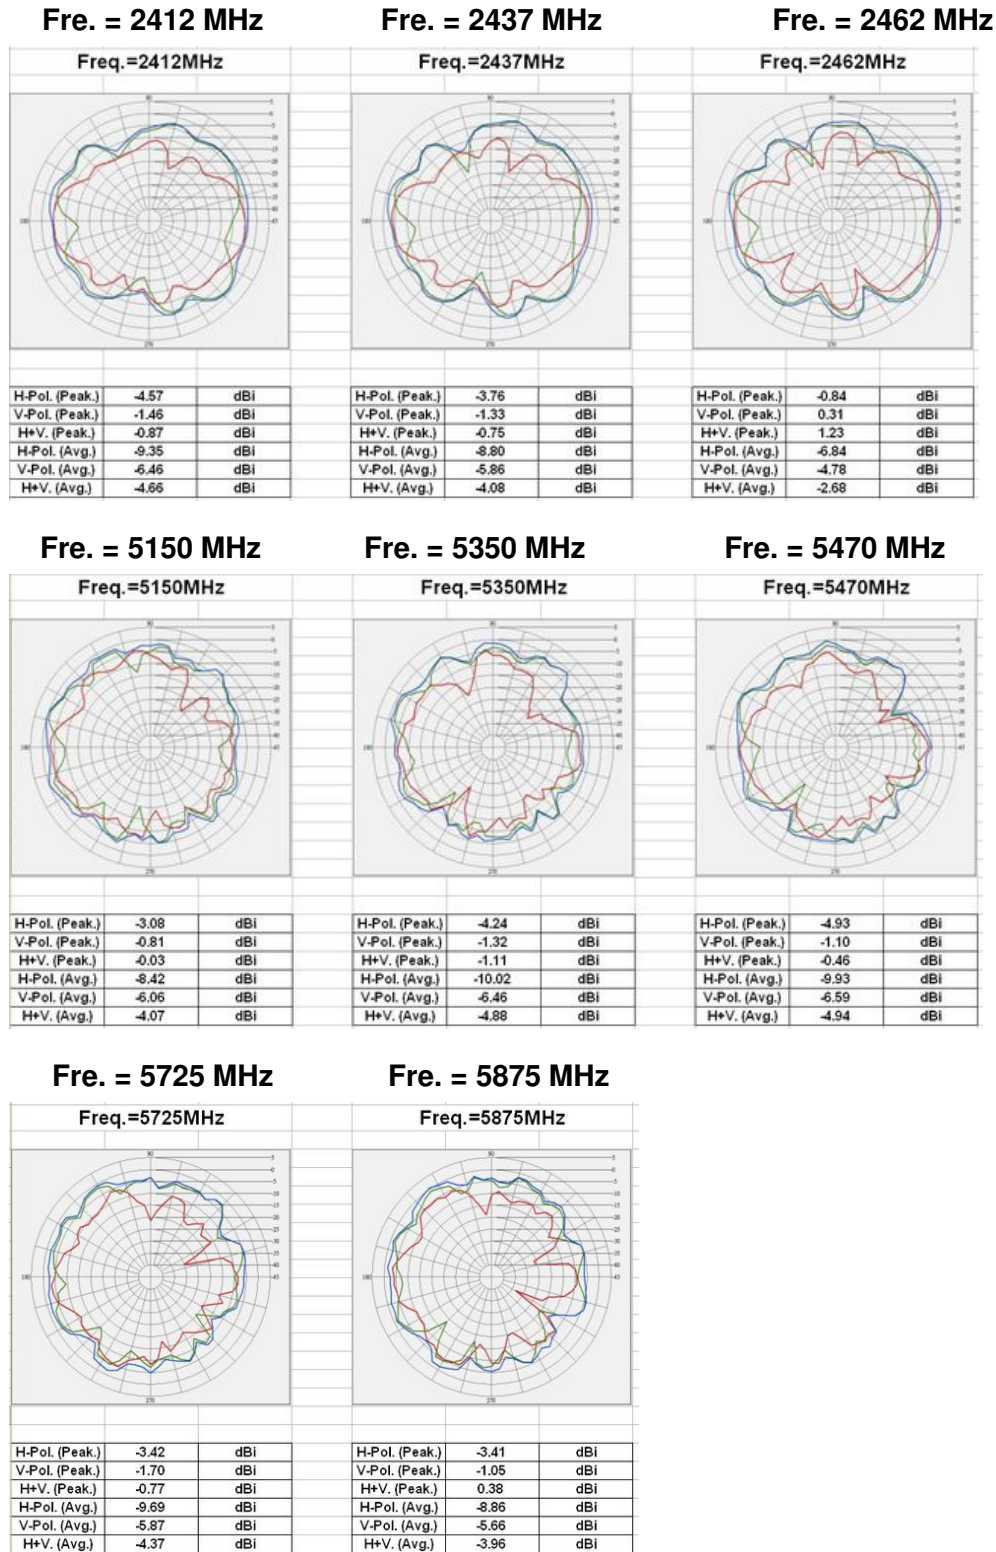 Fre. = 2412 MHz Fre. = 2437 MHz Fre. = 2462 MHz
Freq.=2412MHz Freq.=2437MHz Freq.=2462MHz
H-Pol. (Peak.) -4.57 dBi H-Pol. (Peak.) -3.76 dBi H-Pol. (Peak.) -0.84 dBi
V-Pol. (Peak.) -1.46 dBi V-Pol. (Peak.) -1.33 dBi V-Pol. (Peak.) 0.31 dBi
H+V. (Peak.) -0.87 dBi H+V. (Peak.) -0.75 dBi H+V. (Peak.) 1.23 dBi
H-Pol. (Avg.) -9.35 dBi H-Pol. (Avg.) -8.80 dBi H-Pol. (Avg.) -6.84 dBi
V-Pol. (Avg.) -6.46 dBi V-Pol. (Avg.) -5.86 dBi V-Pol. (Avg.) -4.78 dBi
H+V. (Avg.) -4.66 dBi H+V. (Avg.) -4.08 dBi H+V. (Avg.) -2.68 dBi
Fre. = 5150 MHz Fre. = 5350 MHz Fre. = 5470 MHz
Freq.=5150MHz Freq.=5350MHz Freq.=5470MHz
H-Pol. (Peak.) -3.08 dBi H-Pol. (Peak.) -4.24 dBi H-Pol. (Peak.) -4.93 dBi
V-Pol. (Peak.) -0.81 dBi V-Pol. (Peak.) -1.32 dBi V-Pol. (Peak.) -1.10 dBi
H+V. (Peak.) -0.03 dBi H+V. (Peak.) -1.11 dBi H+V. (Peak.) -0.46 dBi
H-Pol. (Avg.) -8.42 dBi H-Pol. (Avg.) -10.02 dBi H-Pol. (Avg.) -9.93 dBi
V-Pol. (Avg.) -6.06 dBi V-Pol. (Avg.) -6.46 dBi V-Pol. (Avg.) -6.59 dBi
H+V. (Avg.) -4.07 dBi H+V. (Avg.) -4.88 dBi H+V. (Avg.) -4.94 dBi
Fre. = 5725 MHz Fre. = 5875 MHz
Freq.=5725MHz Freq.=5875MHz
H-Pol. (Peak.) -3.42 dBi H-Pol. (Peak.) -3.41 dBi
V-Pol. (Peak.) -1.70 dBi V-Pol. (Peak.) -1.05 dBi
H+V. (Peak.) -0.77 dBi H+V. (Peak.) 0.38 dBi
H-Pol. (Avg.) -9.69 dBi H-Pol. (Avg.) -8.86 dBi
V-Pol. (Avg.) -5.87 dBi V-Pol. (Avg.) -5.66 dBi
H+V. (Avg.) -4.37 dBi H+V. (Avg.) -3.96 dBi